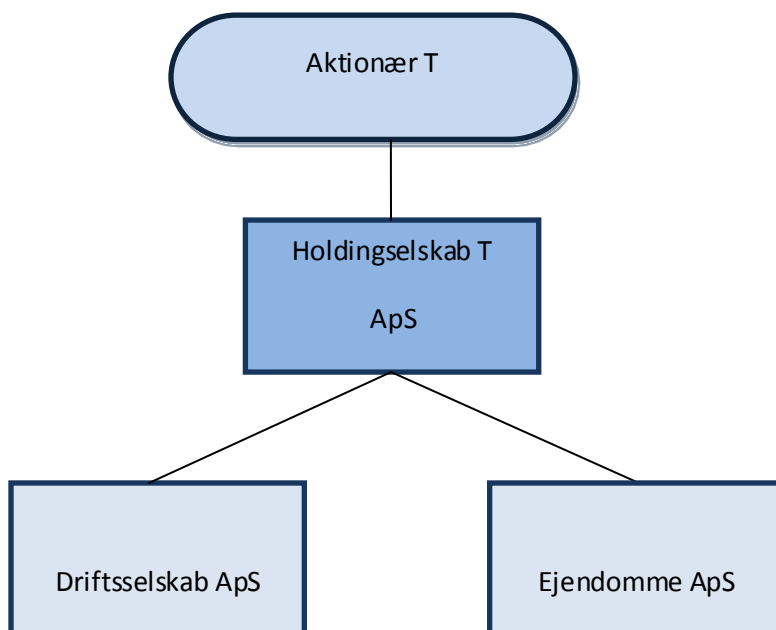 Aktionær T
Holdingselskab T
ApS
Driftsselskab ApS
Ejendomme ApS